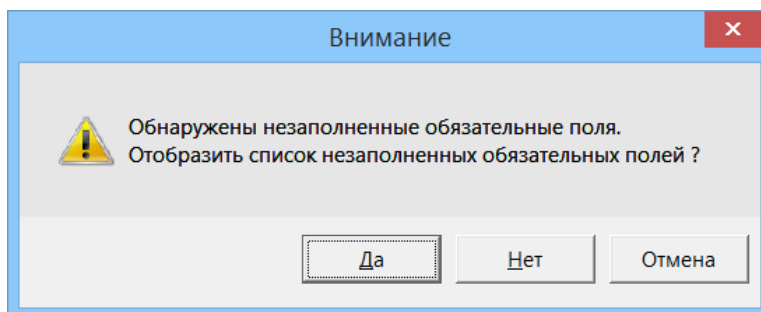 Внимание
Обнаружены незаполненные обязательные поля.
Отобразить список незаполненных обязательных полей ?
Да
Нет
Отмена